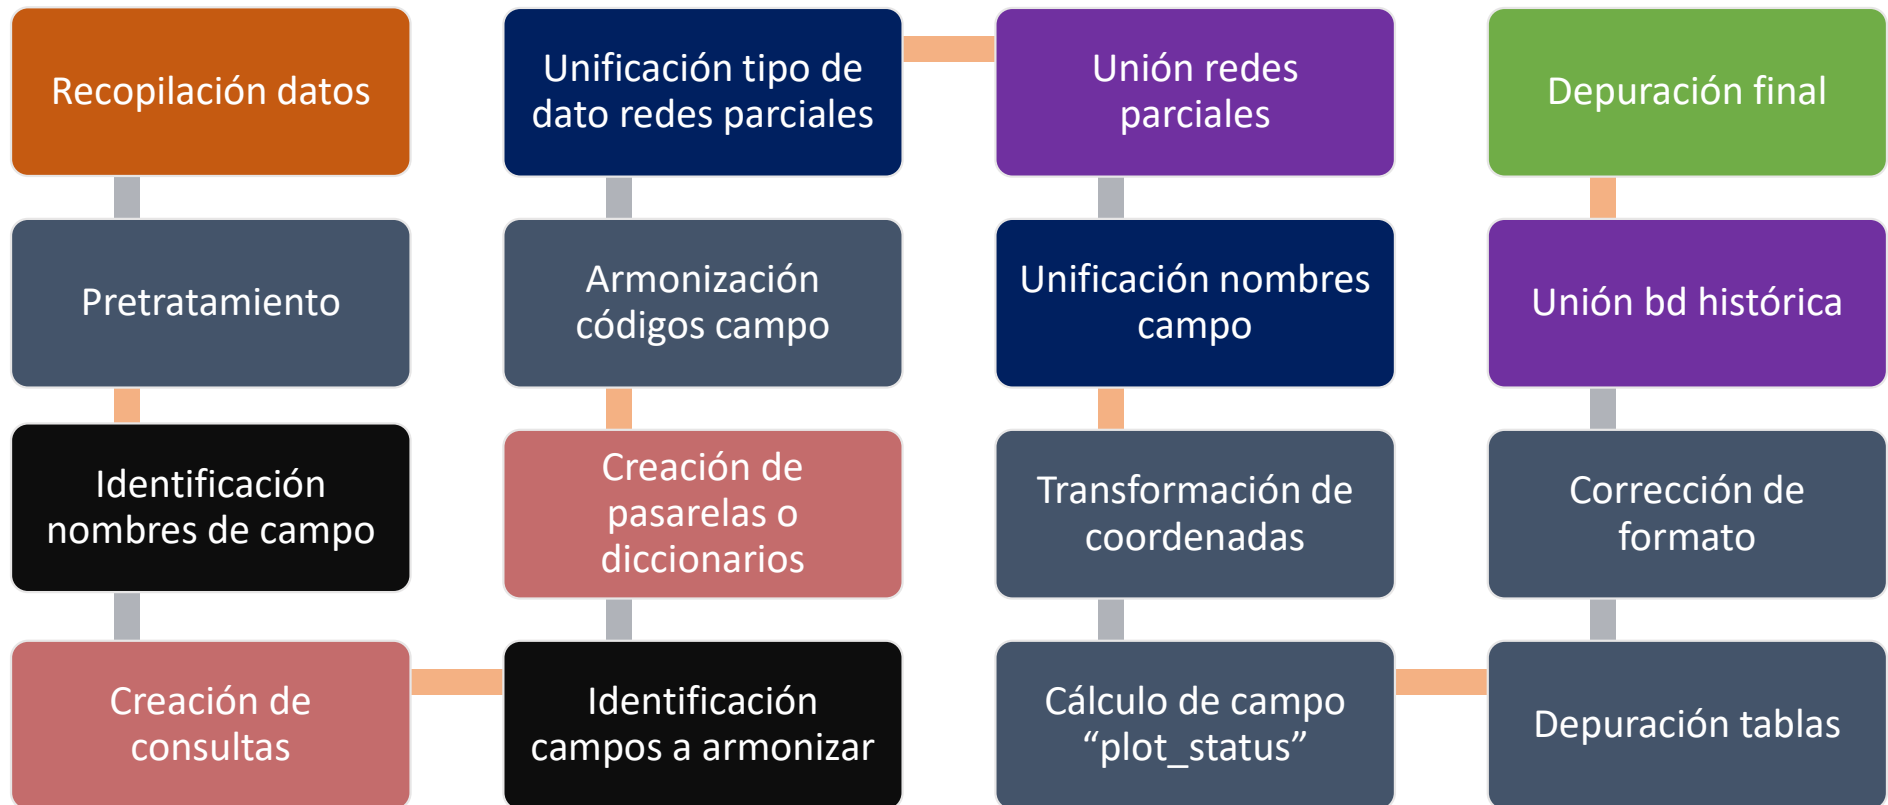 Recopilación datos
Pretratamiento
Identificación
nombres de campo
Creación de
consultas
Identificación
campos a armonizar
Creación de
pasarelas o
diccionarios
Armonización
códigos campo
Unificación tipo de
dato redes parciales
Unión redes
parciales
Unificación nombres
campo
Transformación de
coordenadas
Cálculo de campo
“plot_status”
Depuración tablas
Corrección de
formato
Unión bd histórica
Depuración final